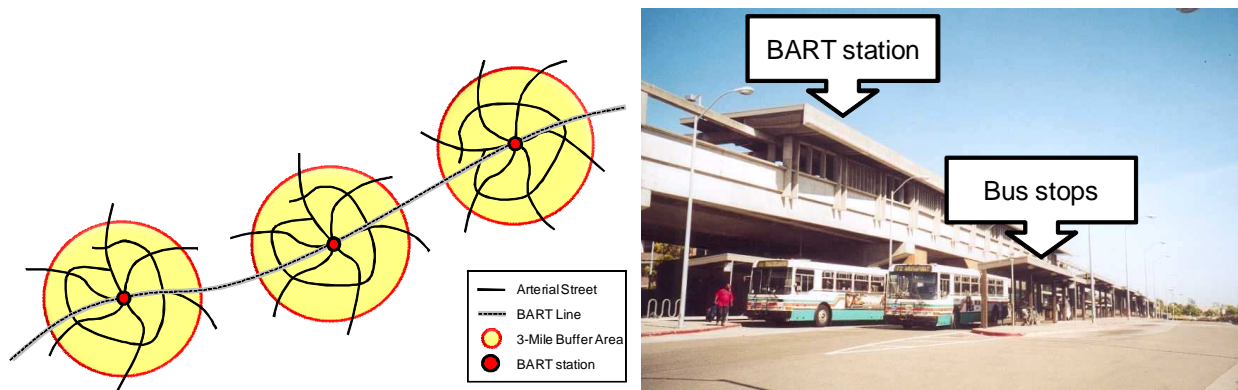 Arterial Street
BART Line
3-Mile Buffer Area
BART station
BART station
Bus stops